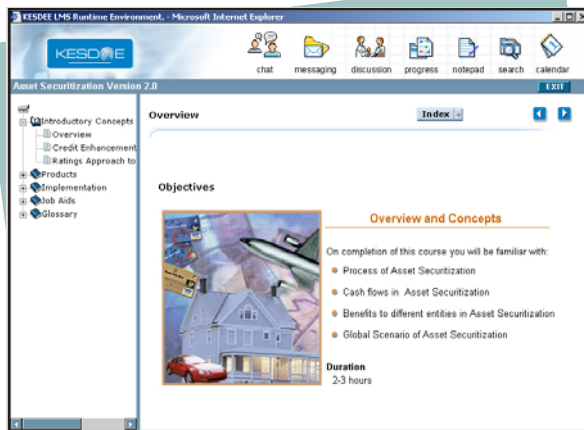 KESDEE LMS Runtime Environment. - Microsoft Internet Explorer
KESDEE
chat messaging discussion progress notepad search calendar
Asset Securitization Version 2.0
EXIT
Introductory Concepts
Overview
Credit Enhancement
Ratings Approach to
Products
Implementation
Job Aids
Glossary
Overview
Index
Objectives
Overview and Concepts
On completion of this course you will be familiar with:
Process of Asset Securitization
Cash flows in Asset Securitization
Benefits to different entities in Asset Securitization
Global Scenario of Asset Securitization
Duration
2-3 hours